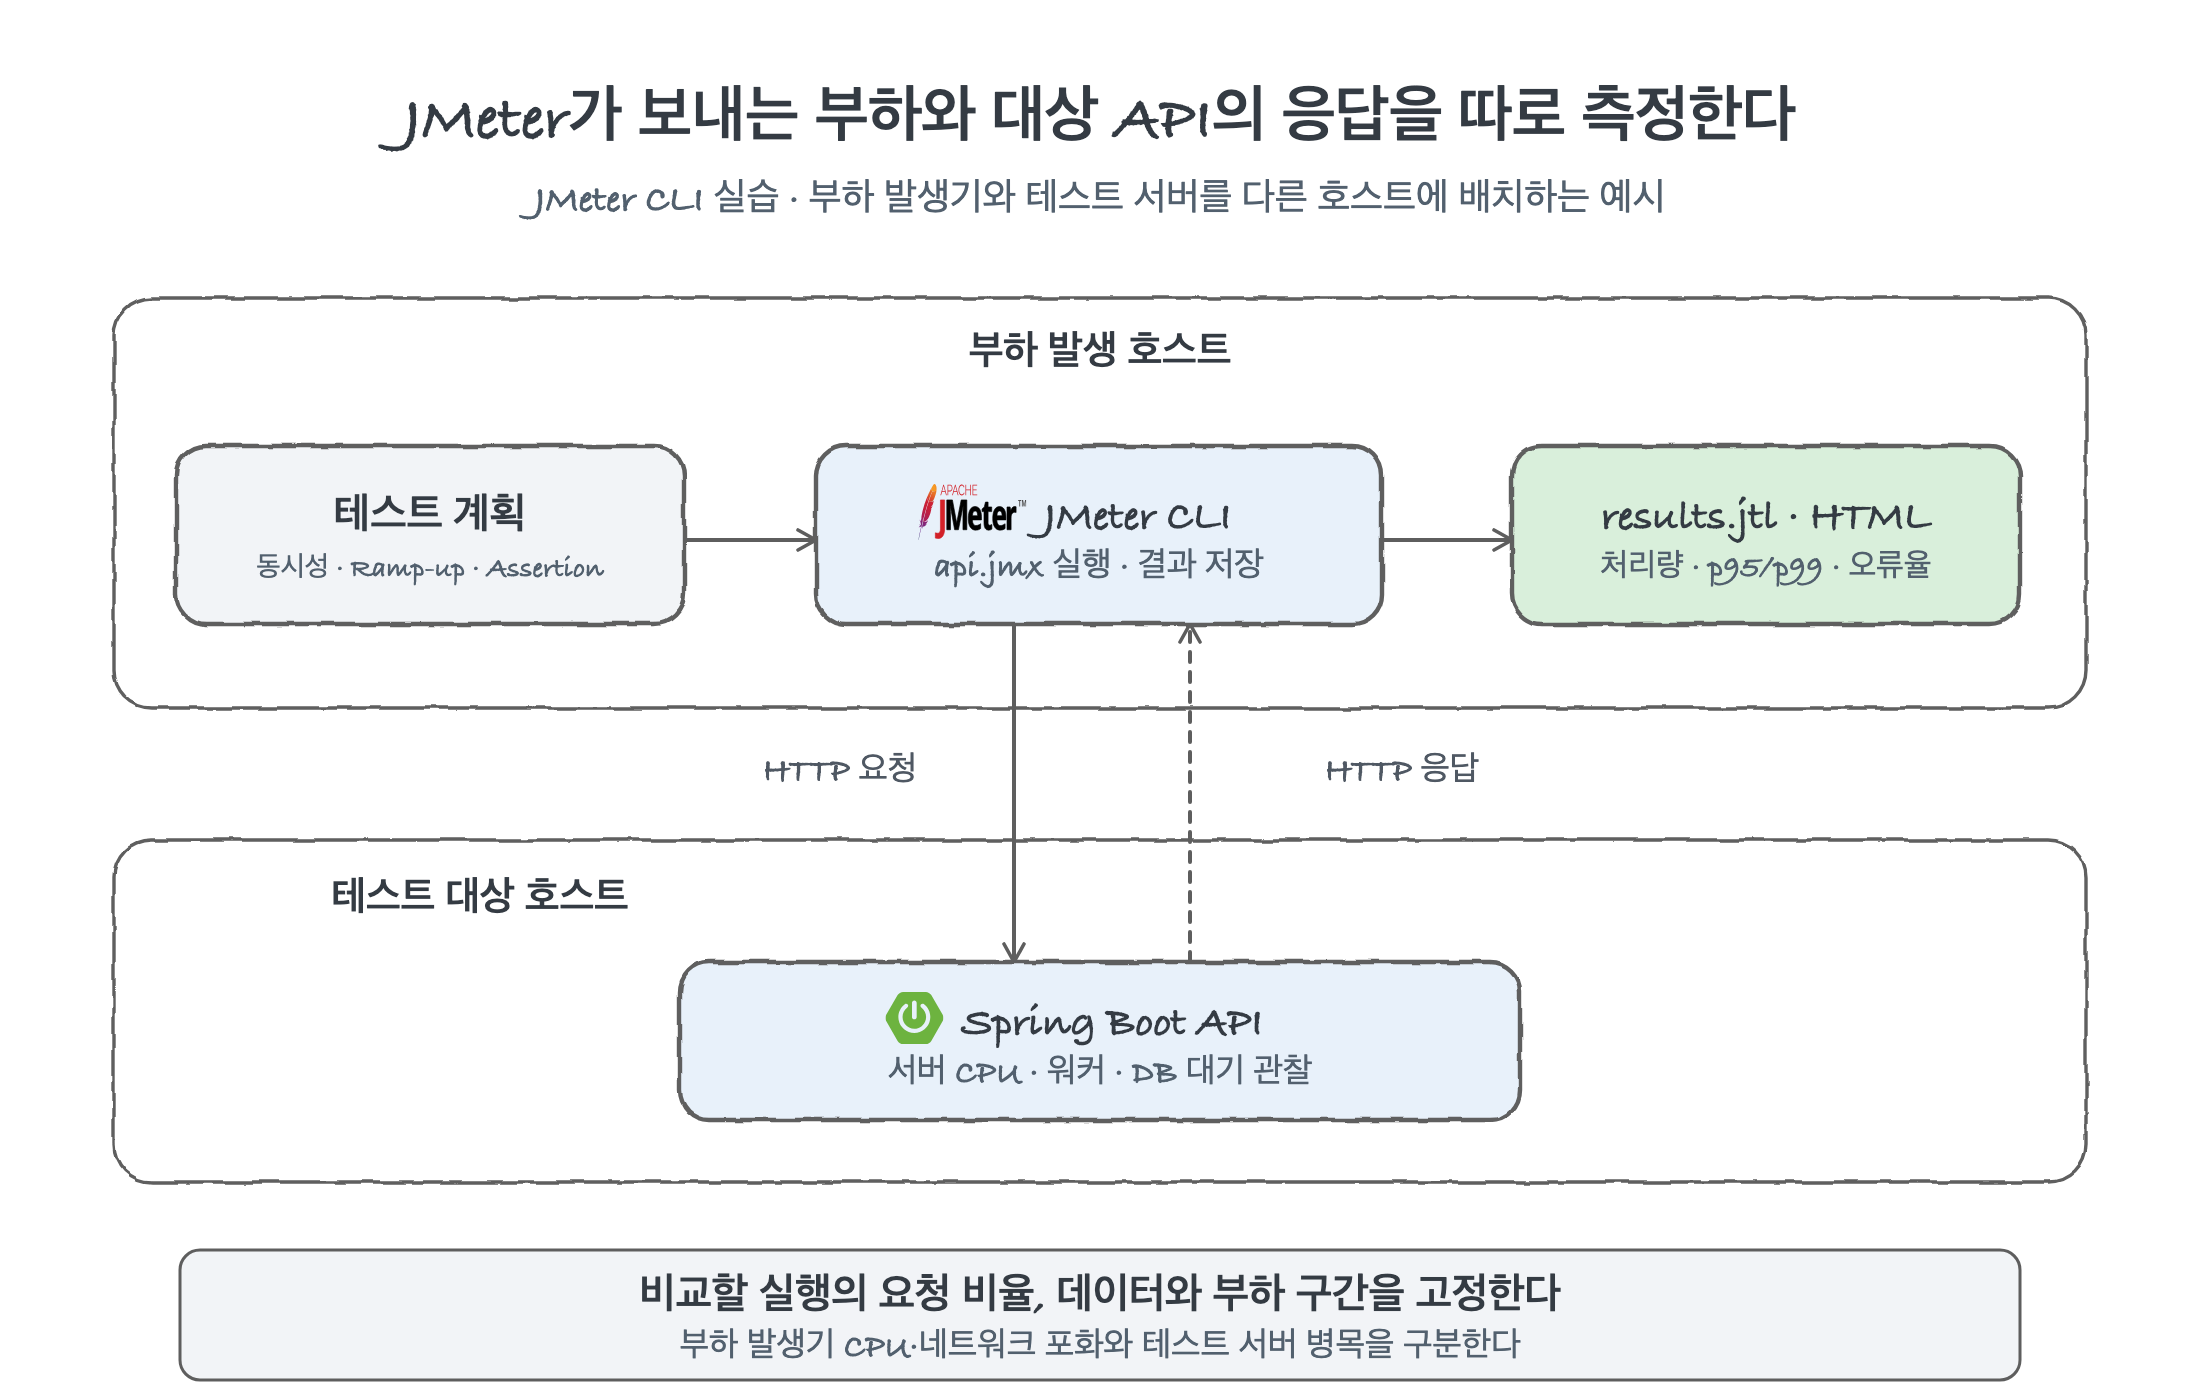 JMeter가 보내는 부하와 대상 API의 응답을 따로 측정한다
JMeter CLI 실습 · 부하 발생기와 테스트 서버를 다른 호스트에 배치하는 예시
부하 발생 호스트
테스트 계획
동시성 · Ramp-up · Assertion
APACHE
JMeter™ JMeter CLI
api.jmx 실행 · 결과 저장
results.jtl · HTML
처리량 · p95/p99 · 오류율
HTTP 요청
HTTP 응답
테스트 대상 호스트
Spring Boot API
서버 CPU · 워커 · DB 대기 관찰
비교할 실행의 요청 비율, 데이터와 부하 구간을 고정한다
부하 발생기 CPU·네트워크 포화와 테스트 서버 병목을 구분한다